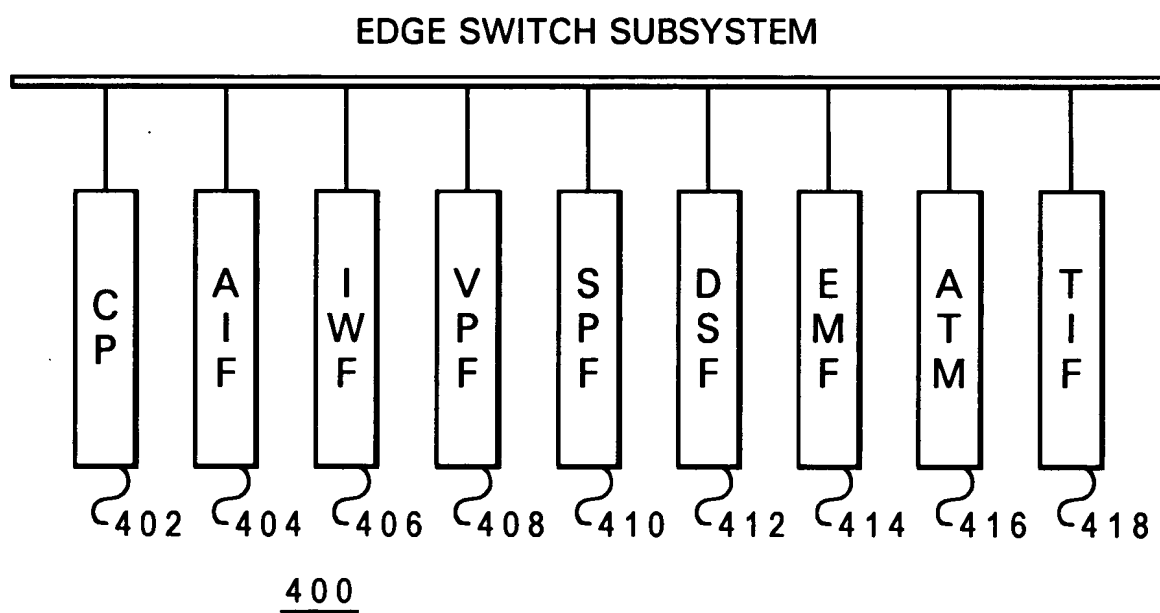 EDGE SWITCH SUBSYSTEM
CP
AIF
IWF
VPF
SPF
DSF
EMF
ATM
TIF
402
404
406
408
410
412
414
416
418
400